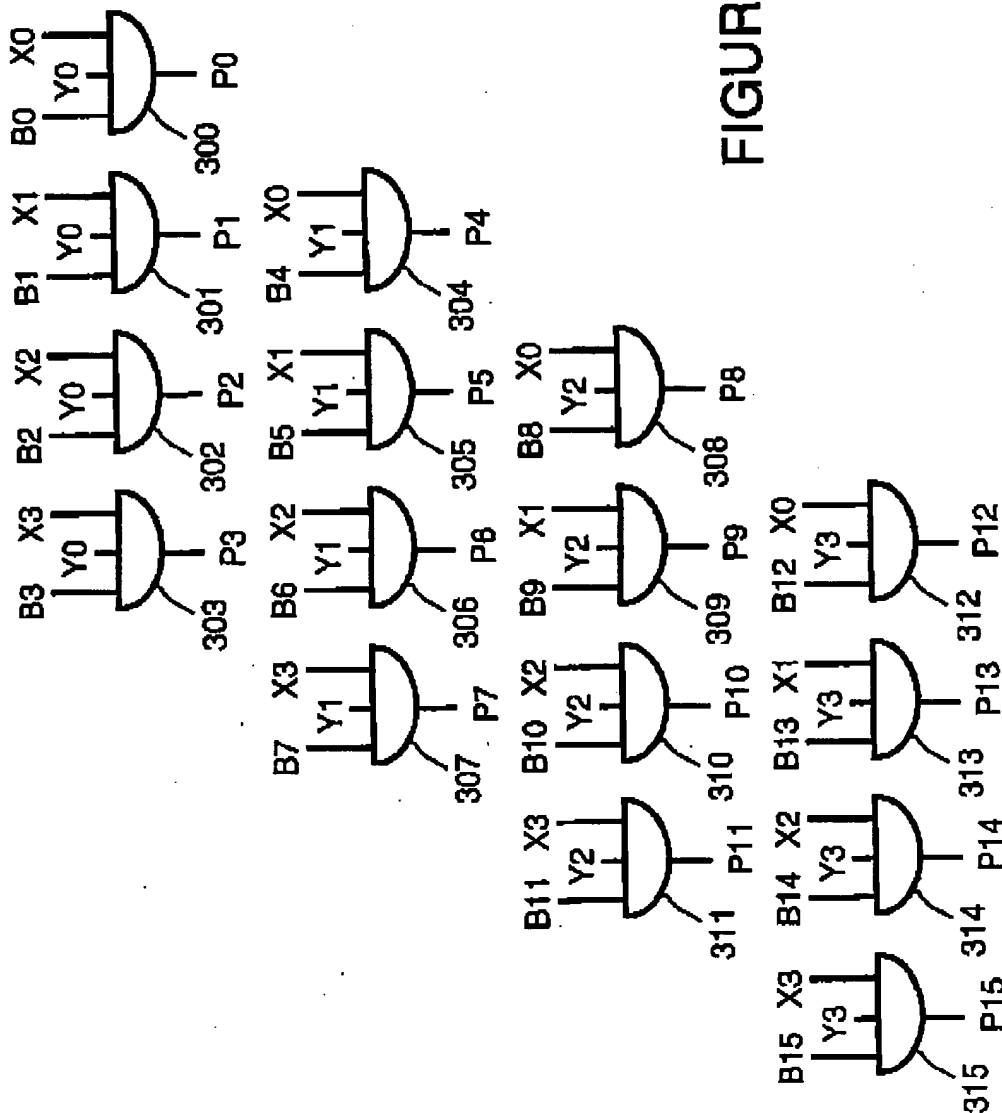 B3 X3 B2 X2 B1 X1 B0 X0
Y0 Y0 Y0 Y0
303 P3 302 P2 301 P1 300 P0
B7 X3 B6 X2 B5 X1 B4 X0
Y1 Y1 Y1 Y1
307 P7 306 P6 305 P5 304 P4
B11 X3 B10 X2 B9 X1 B8 X0
Y2 Y2 Y2 Y2
311 P11 310 P10 309 P9 308 P8
FIGUR
B15 X3 B14 X2 B13 X1 B12 X0
Y3 Y3 Y3 Y3
315 P15 314 P14 313 P13 312 P12